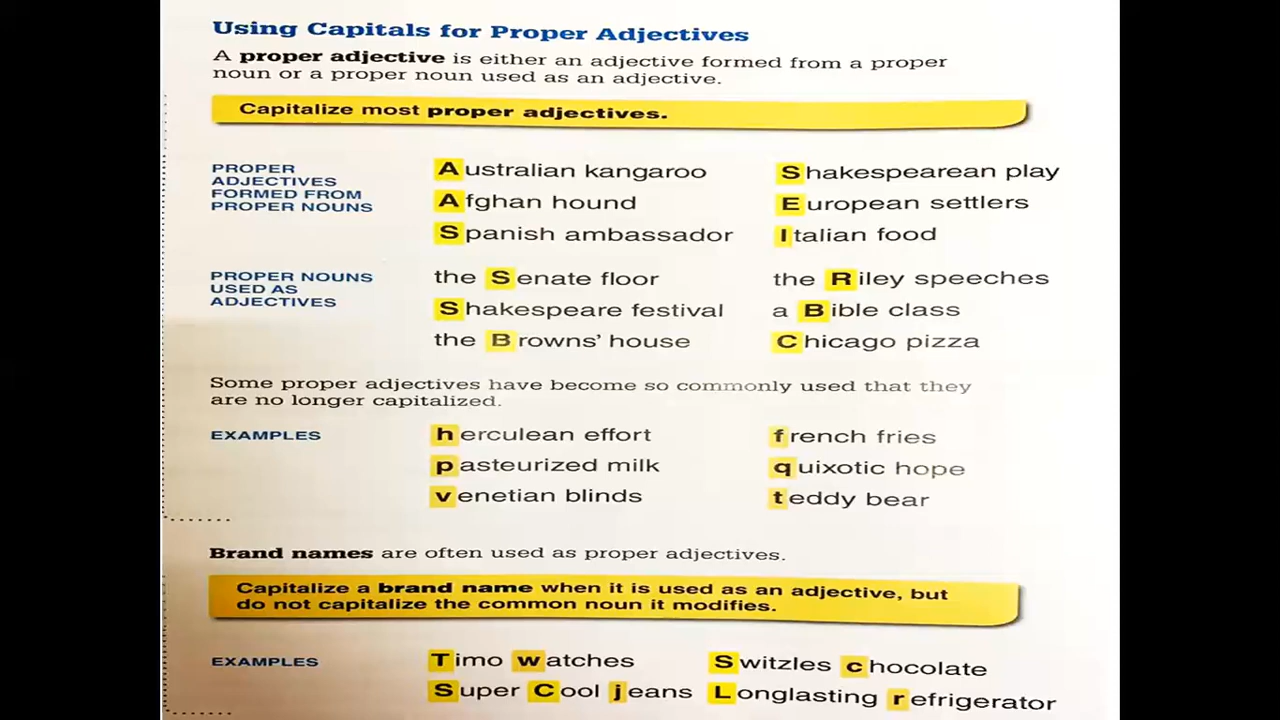 Using Capitals for Proper Adjectives
A proper adjective is either an adjective formed from a proper
noun or a proper noun used as an adjective.
Capitalize most proper adjectives.
PROPER
ADJECTIVES
FORMED FROM
PROPER NOUNS
Australian kangaroo
Shakespearean play
Afghan hound
European settlers
Spanish ambassador
Italian food
PROPER NOUNS
USED AS
ADJECTIVES
the Senate floor
the Riley speeches
Shakespeare festival
a Bible class
the Browns' house
Chicago pizza
Some proper adjectives have become so commonly used that they
are no longer capitalized.
EXAMPLES
herculean effort
french fries
pasteurized milk
quixotic hope
venetian blinds
teddy bear
Brand names are often used as proper adjectives.
Capitalize a brand name when it is used as an adjective, but
do not capitalize the common noun it modifies.
EXAMPLES
Timo watches
Switzles chocolate
Super Cool jeans
Longlasting refrigerator